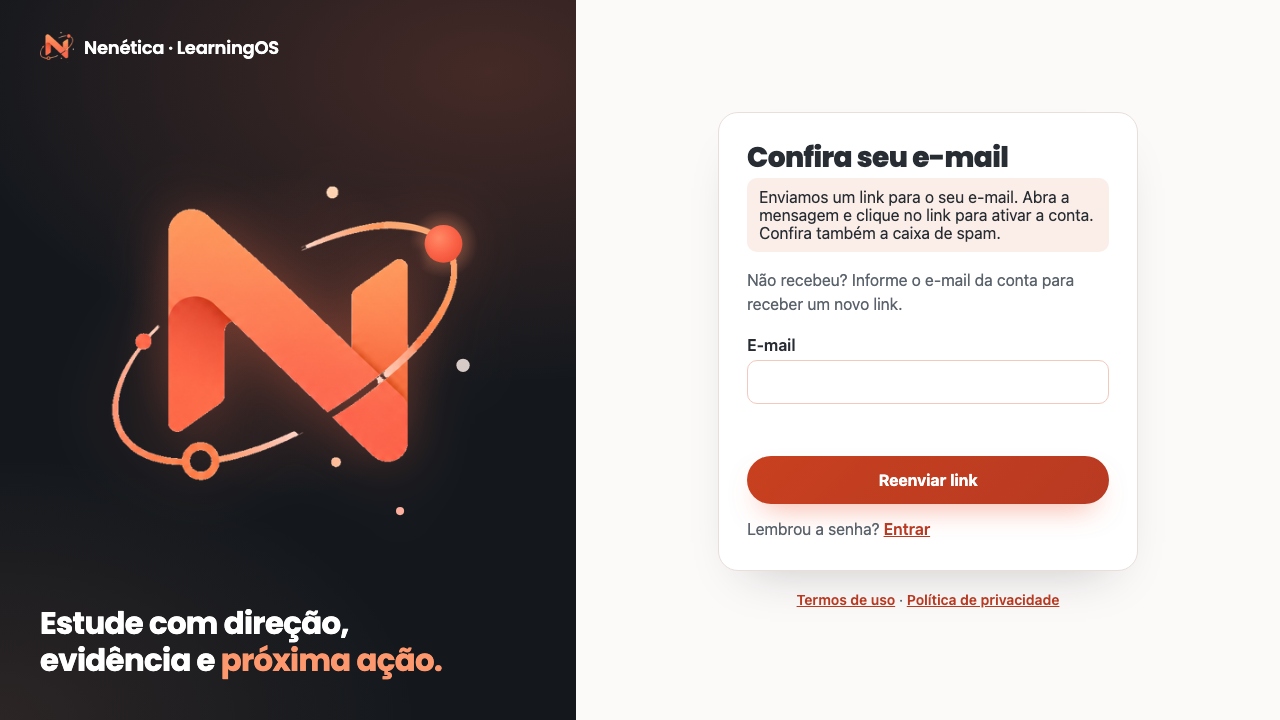 Nenética · LearningOS
Estude com direção,
evidência e próxima ação.
Confira seu e-mail
Enviamos um link para o seu e-mail. Abra a
mensagem e clique no link para ativar a conta.
Confira também a caixa de spam.
Não recebeu? Informe o e-mail da conta para
receber um novo link.
E-mail
Reenviar link
Lembrou a senha? Entrar
Termos de uso · Política de privacidade